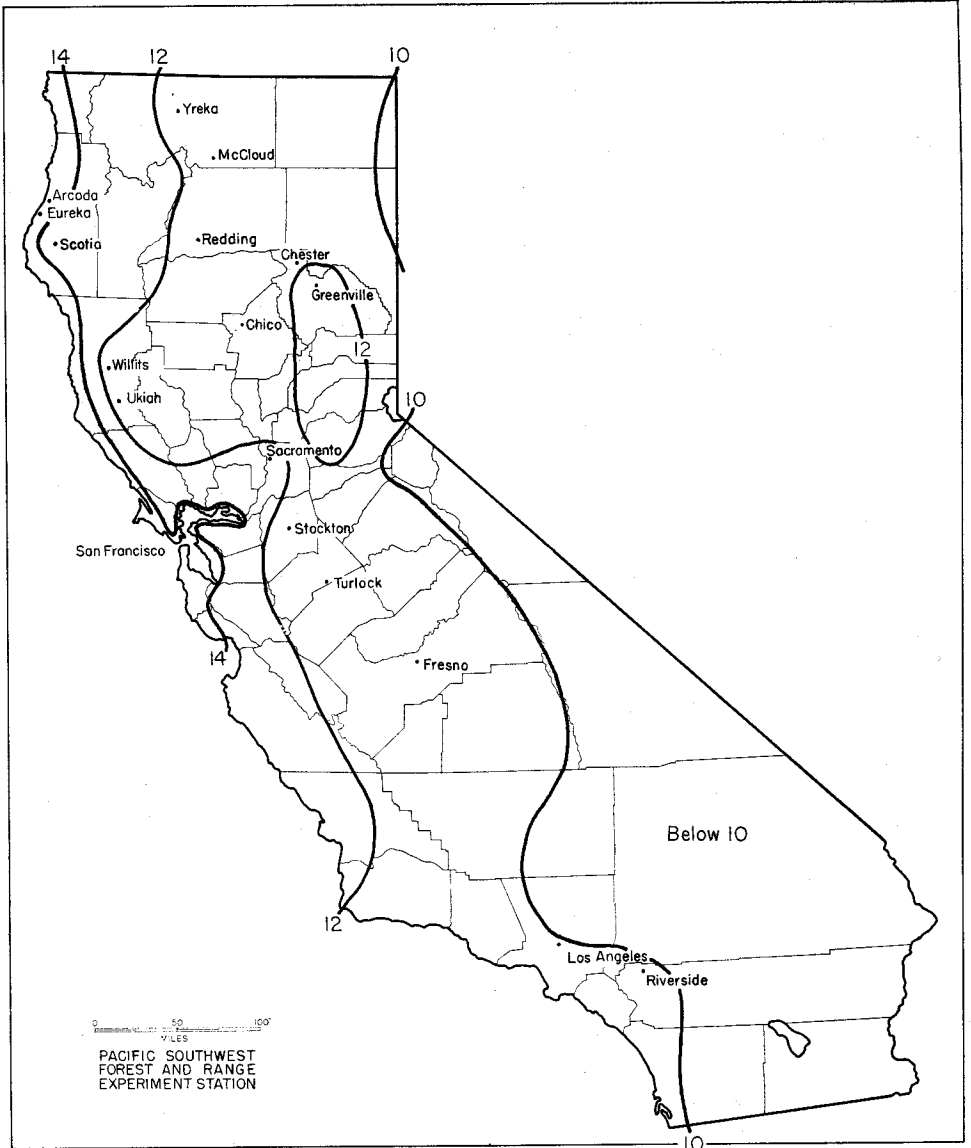 14 12 10
Yreka
McCloud
Arcada
Eureka
Scotia
Redding
Chester
Greenville
Chico
12
Willits
Ukiah
10
Sacramento
Stockton
San Francisco
Turlock
14
Fresno
Below 10
12
Los Angeles
Riverside
0 50 100
MILES
PACIFIC SOUTHWEST
FOREST AND RANGE
EXPERIMENT STATION
10